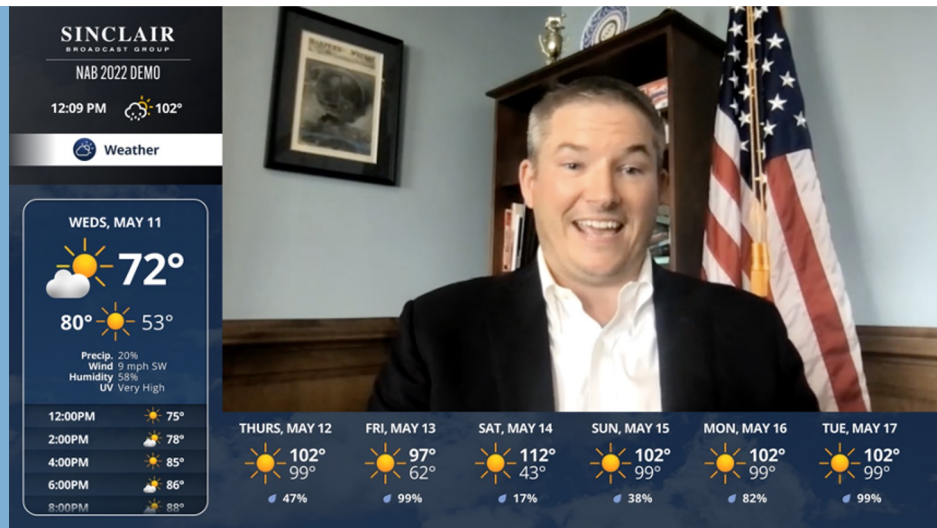 SINCLAIR
BROADCAST GROUP
NAB 2022 DEMO
12:09 PM 102°
Weather
WEDS, MAY 11
72°
80° 53°
Precip. 20%
Wind 9 mph SW
Humidity 58%
UV Very High
12:00PM 75°
2:00PM 78°
4:00PM 85°
6:00PM 86°
8:00PM 88°
HARPER'S WEEKLY
THURS, MAY 12
102°
99°
47%
FRI, MAY 13
97°
62°
99%
SAT, MAY 14
112°
43°
17%
SUN, MAY 15
102°
99°
38%
MON, MAY 16
102°
99°
82%
TUE, MAY 17
102°
99°
99%